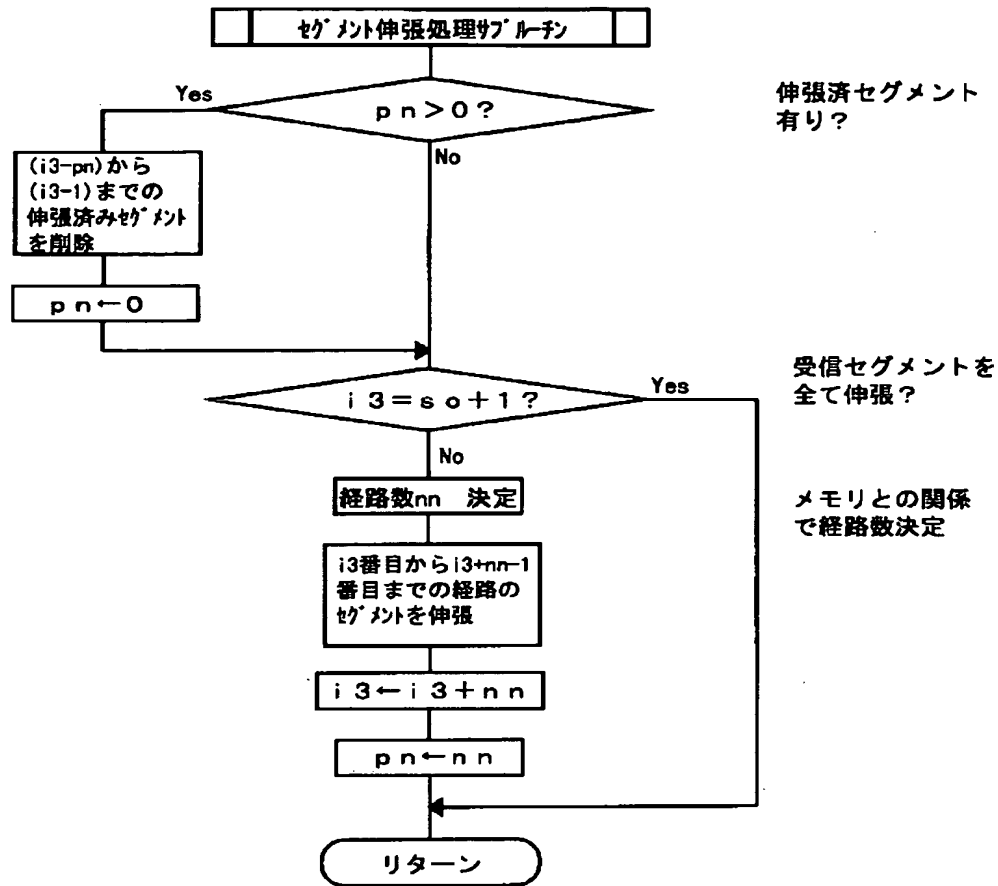 セグメント伸張処理サブルーチン
pn>0?
Yes
No
伸張済セグメント
有り?
(i3-pn)から
(i3-1)までの
伸張済みセグメント
を削除
pn←0
受信セグメントを
全て伸張?
i3=so+1?
Yes
No
経路数nn 決定
メモリとの関係
で経路数決定
i3番目からi3+nn-1
番目までの経路の
セグメントを伸張
i3←i3+nn
pn←nn
リターン